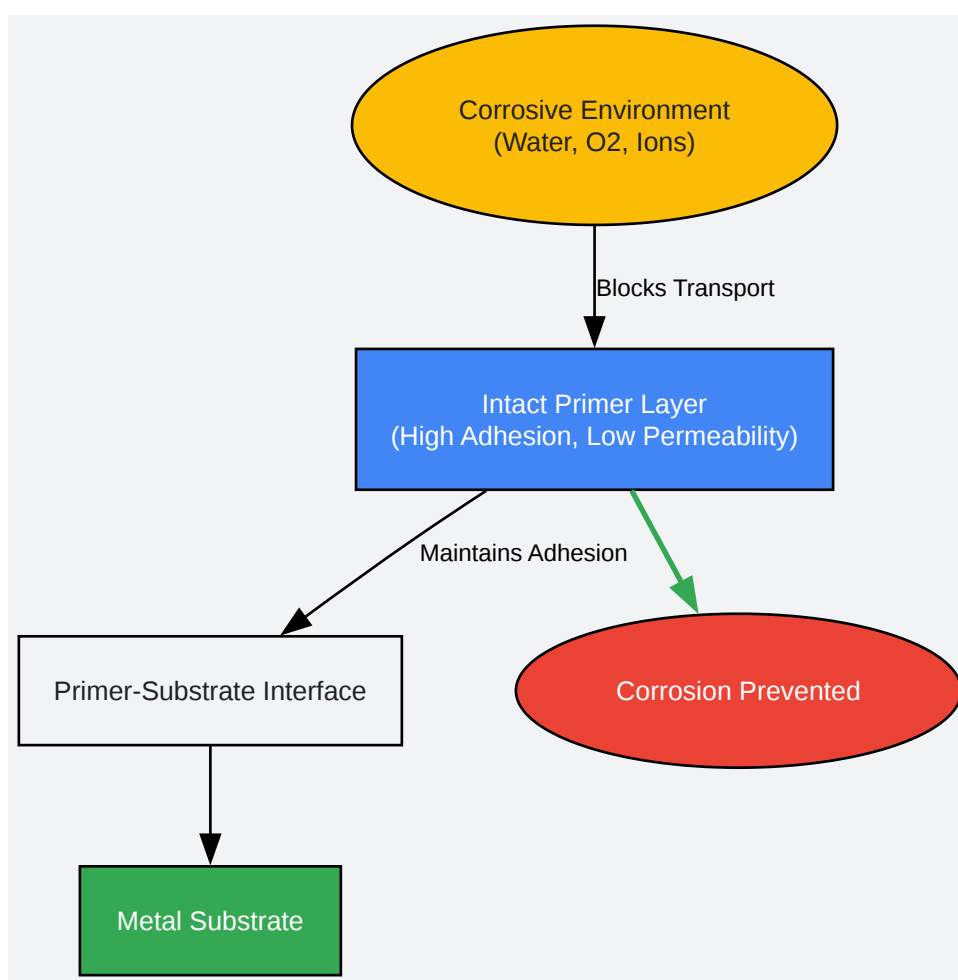 Corrosive Environment
(Water, O2, Ions)
Blocks Transport
Intact Primer Layer
(High Adhesion, Low Permeability)
Maintains Adhesion
Primer-Substrate Interface
Corrosion Prevented
Metal Substrate